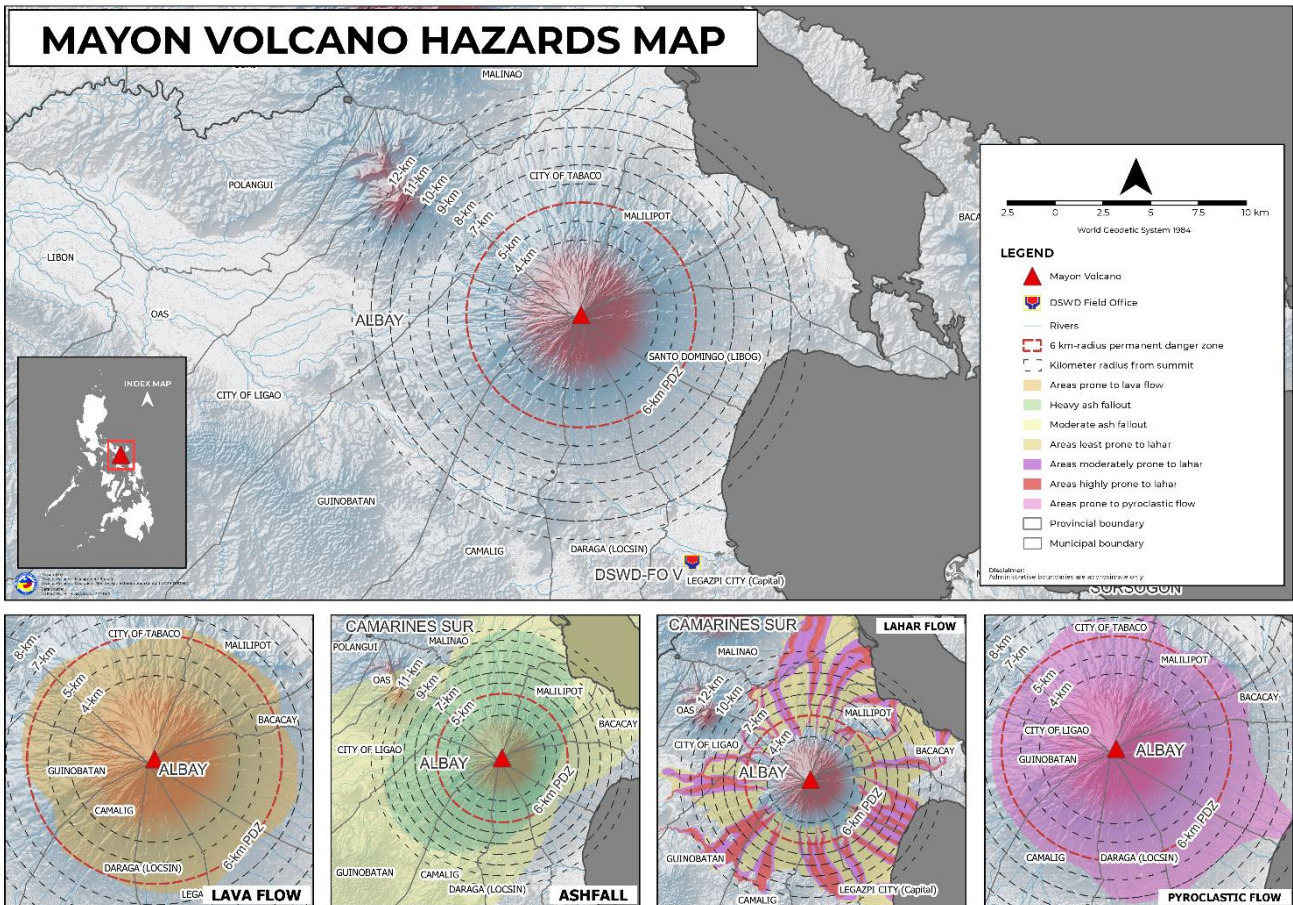 MAYON VOLCANO HAZARDS MAP
MALINAO
POLANGUI
12-km
11-km
10-km
9-km
8-km
7-km
5-km
4-km
CITY OF TABACO
MALILIPOT
LIBON
OAS
ALBAY
SANTO DOMINGO (LIBOG)
6-km PDZ
CITY OF LIGAO
GUINOBATAN
CAMALIG
DARAGA (LOCSIN)
DSWD-FO V
LEGAZPI CITY (Capital)
SORSOGON
INDEX MAP
2.5 0 2.5 5 7.5 10 km
World Geodetic System 1984
LEGEND
Mayon Volcano
DSWD Field Office
Rivers
6 km-radius permanent danger zone
Kilometer radius from summit
Areas prone to lava flow
Heavy ash fallout
Moderate ash fallout
Areas least prone to lahar
Areas moderately prone to lahar
Areas highly prone to lahar
Areas prone to pyroclastic flow
Provincial boundary
Municipal boundary
Disclaimer:
Administrative boundaries are approximate only
8-km
7-km
5-km
4-km
CITY OF TABACO
MALILIPOT
BACACAY
GUINOBATAN
ALBAY
CAMALIG
6-km PDZ
DARAGA (LOCSIN)
LEGA
LAVA FLOW
CAMARINES SUR
POLANGUI
MALINAO
OAS
11-km
9-km
7-km
5-km
MALILIPOT
BACACAY
CITY OF LIGAO
ALBAY
6-km PDZ
GUINOBATAN
CAMALIG
DARAGA (LOCSIN)
ASHFALL
CAMARINES SUR
LAHAR FLOW
MALINAO
OAS
12-km
10-km
7-km
4-km
MALILIPOT
CITY OF LIGAO
BACACAY
ALBAY
6-km PDZ
GUINOBATAN
LEGAZPI CITY (Capital)
CAMALIG
CITY OF TABACO
8-km
7-km
5-km
4-km
MALILIPOT
BACACAY
CITY OF LIGAO
ALBAY
GUINOBATAN
6-km PDZ
CAMALIG
DARAGA (LOCSIN)
PYROCLASTIC FLOW